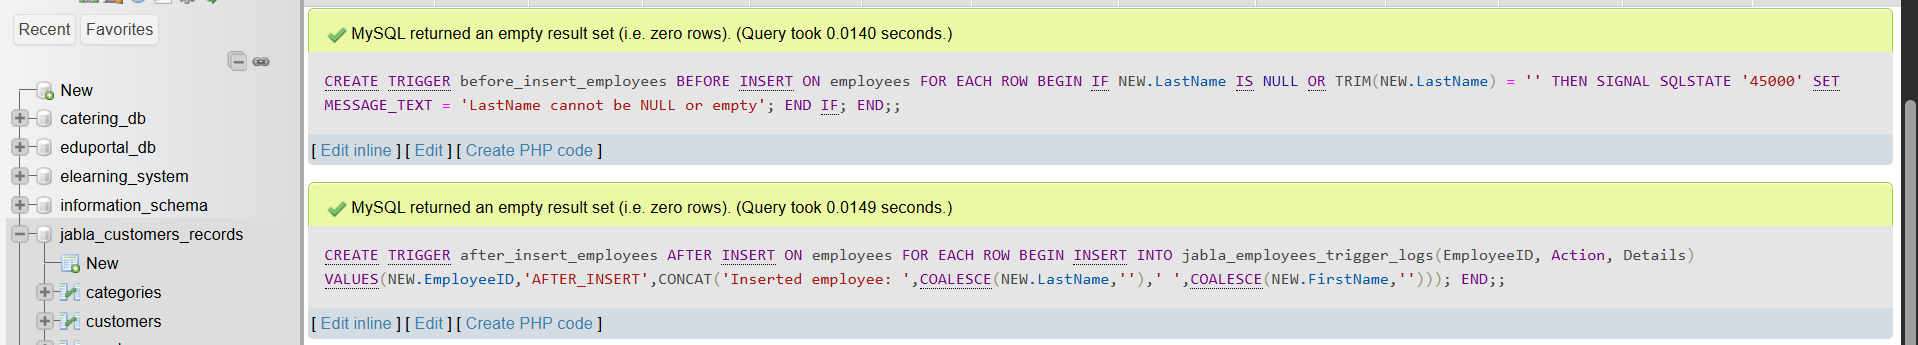 Recent
Favorites
New
catering_db
eduportal_db
elearning_system
information_schema
jabla_customers_records
New
categories
customers
MySQL returned an empty result set (i.e. zero rows). (Query took 0.0140 seconds.)
CREATE TRIGGER before_insert_employees BEFORE INSERT ON employees FOR EACH ROW BEGIN IF NEW.LastName IS NULL OR TRIM(NEW.LastName) = '' THEN SIGNAL SQLSTATE '45000' SET
MESSAGE_TEXT = 'LastName cannot be NULL or empty'; END IF; END;;
[ Edit inline ] [ Edit ] [ Create PHP code ]
MySQL returned an empty result set (i.e. zero rows). (Query took 0.0149 seconds.)
CREATE TRIGGER after_insert_employees AFTER INSERT ON employees FOR EACH ROW BEGIN INSERT INTO jabla_employees_trigger_logs(EmployeeID, Action, Details)
VALUES(NEW.EmployeeID,'AFTER_INSERT',CONCAT('Inserted employee: ',COALESCE(NEW.LastName,''),' ',COALESCE(NEW.FirstName,''))); END;;
[ Edit inline ] [ Edit ] [ Create PHP code ]